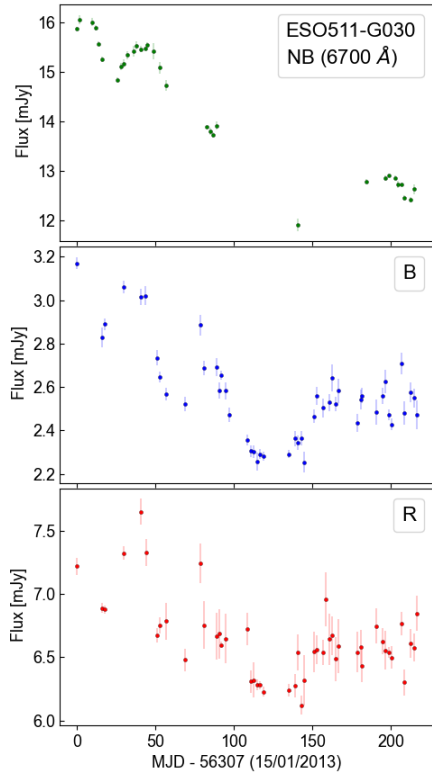 ESO511-G030
NB (6700 Å)
Flux [mJy]
16
15
14
13
12
B
Flux [mJy]
3.2
3.0
2.8
2.6
2.4
2.2
R
Flux [mJy]
7.5
7.0
6.5
6.0
0 50 100 150 200
MJD - 56307 (15/01/2013)